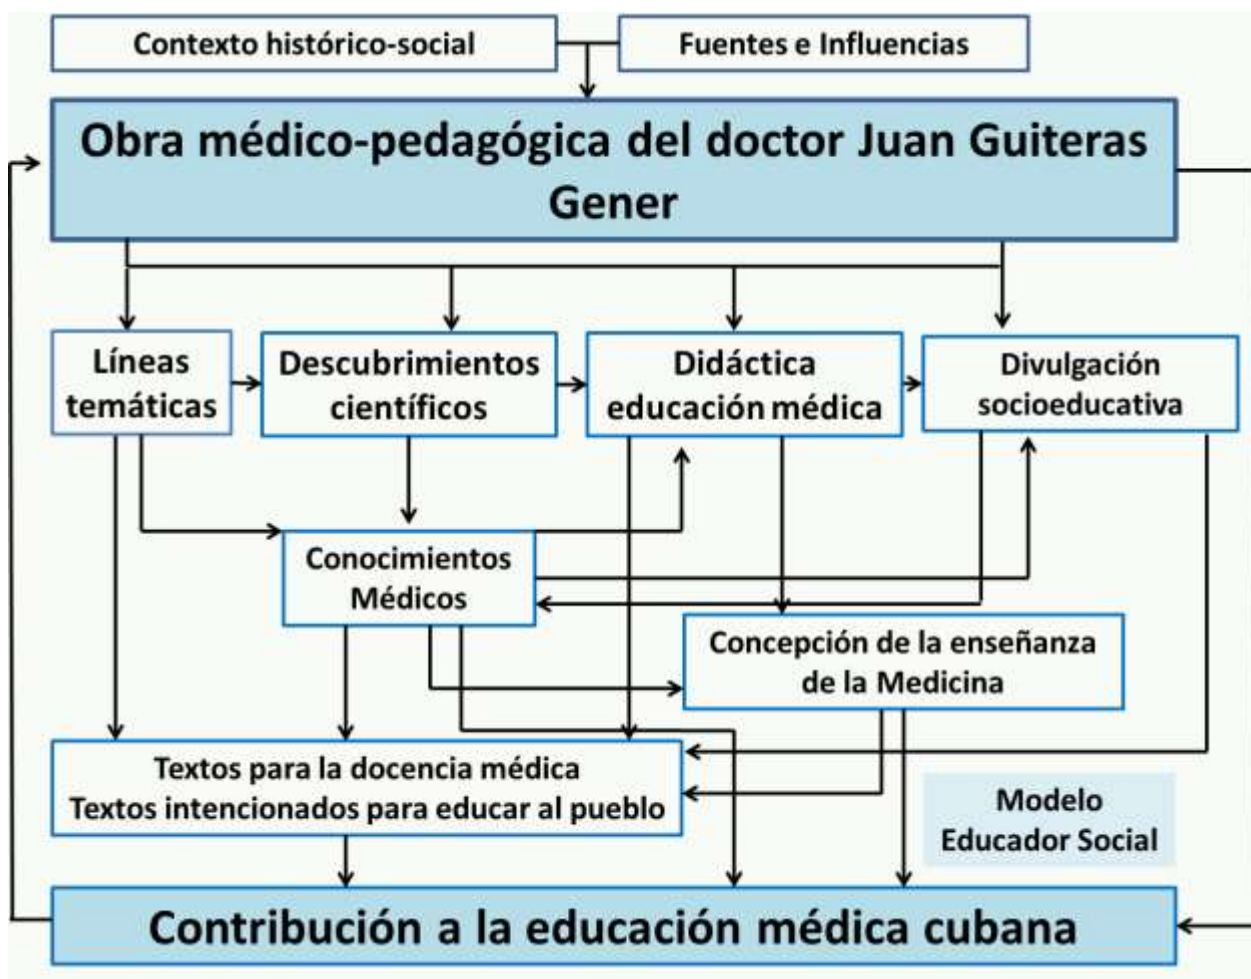 Contexto histórico-social
Fuentes e Influencias
Obra médico-pedagógica del doctor Juan Guiteras
Gener
Líneas
temáticas
Descubrimientos
científicos
Didáctica
educación médica
Divulgación
socioeducativa
Conocimientos
Médicos
Concepción de la enseñanza
de la Medicina
Textos para la docencia médica
Textos intencionados para educar al pueblo
Modelo
Educador Social
Contribución a la educación médica cubana